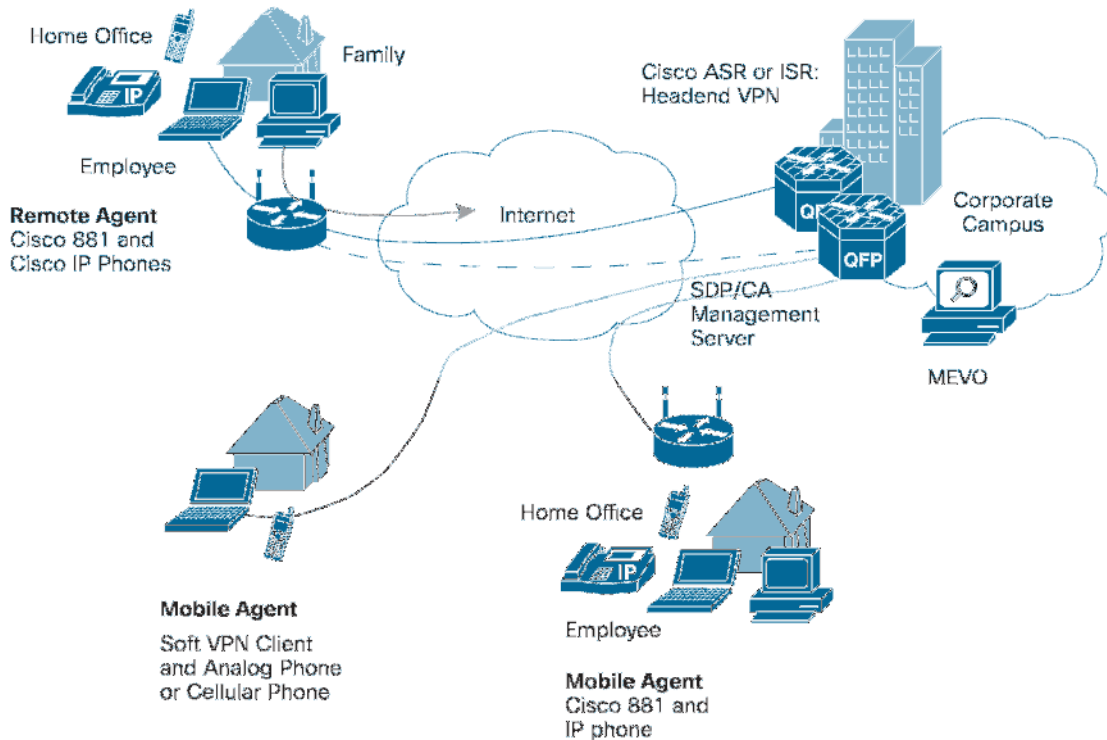 Home Office
Family
IP
Employee
Remote Agent
Cisco 881 and
Cisco IP Phones
Internet
Cisco ASR or ISR:
Headend VPN
Corporate
Campus
QFP
SDP/CA
Management
Server
MEVO
Mobile Agent
Soft VPN Client
and Analog Phone
or Cellular Phone
Home Office
IP
Employee
Mobile Agent
Cisco 881 and
IP phone